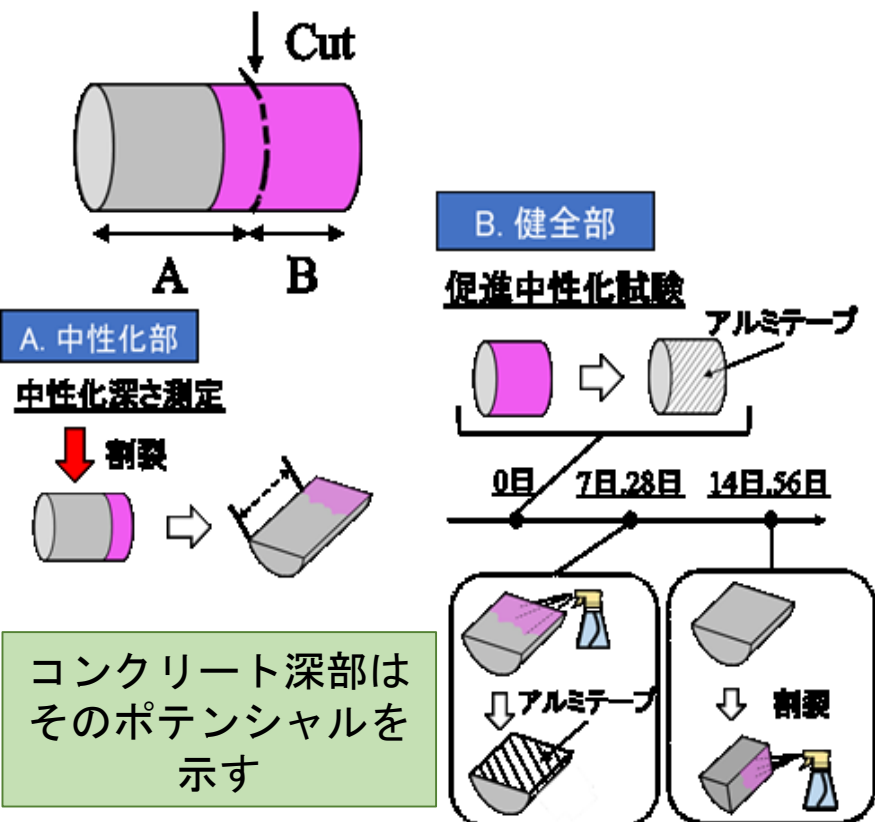 Cut
A
B
A. 中性化部
中性化深さ測定
割裂
コンクリート深部は
そのポテンシャルを
示す
B. 健全部
促進中性化試験
アルミテープ
0日
7日,28日
14日,56日
アルミテープ
割裂